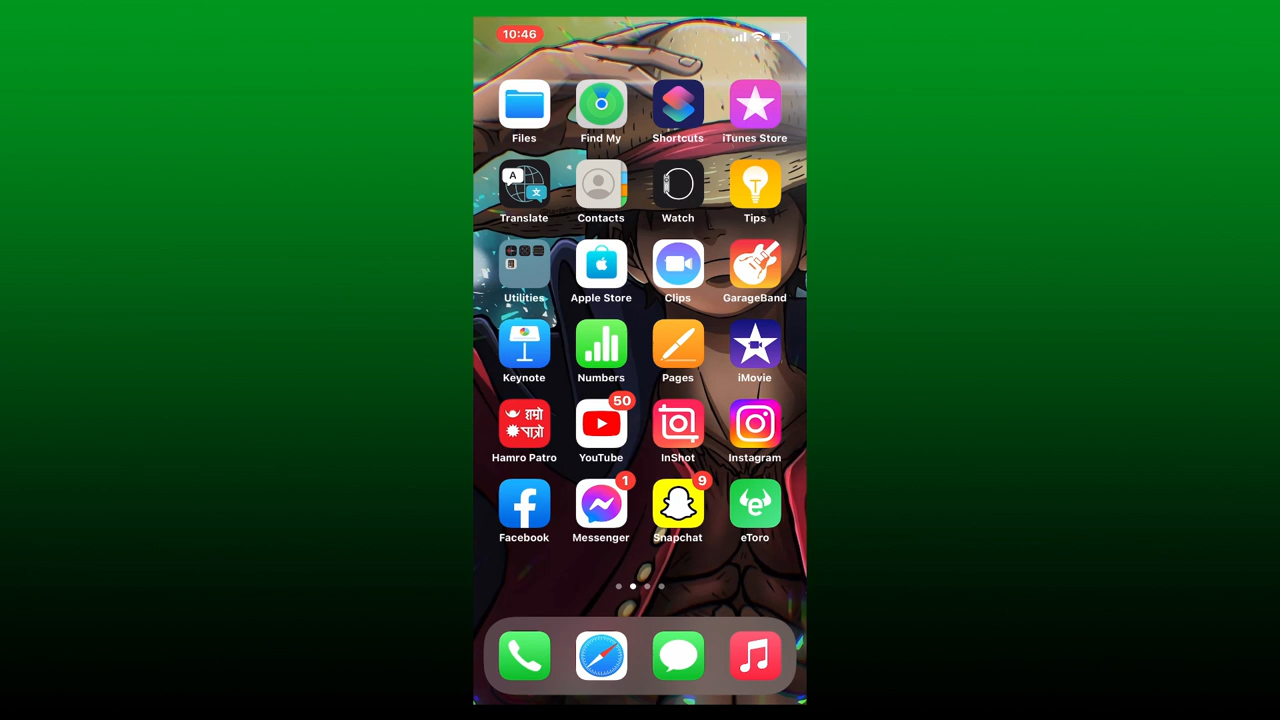 10:46
Files Find My Shortcuts iTunes Store
A 文
Translate Contacts Watch Tips
T
Utilities Apple Store Clips GarageBand
Keynote Numbers Pages iMovie
हाम्रो
पात्रो
50
Hamro Patro YouTube InShot Instagram
1 9
f e
Facebook Messenger Snapchat eToro